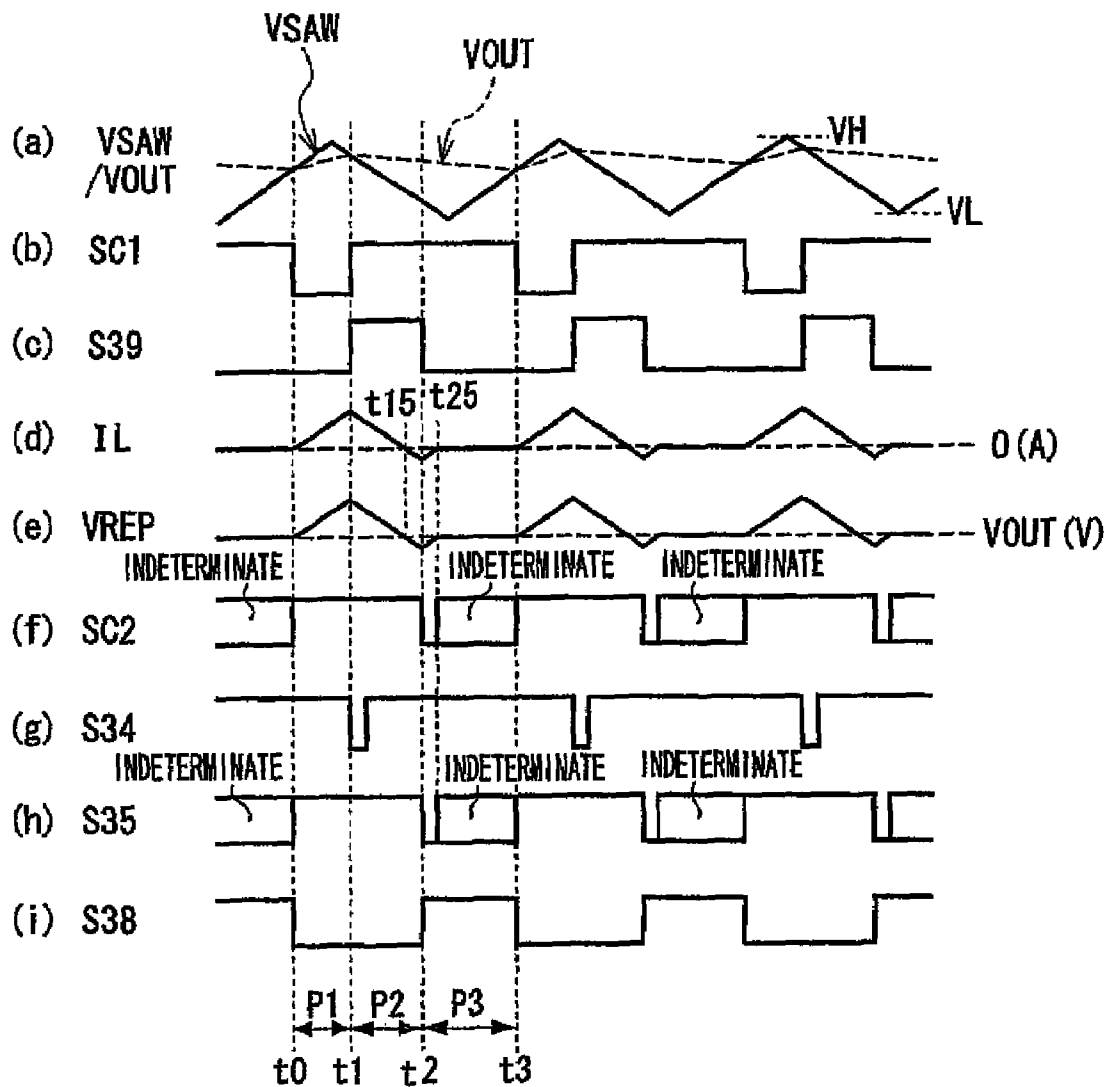 VSAW
VOUT
(a) VSAW /VOUT
VH
VL
(b) SC1
(c) S39
t15 t25
(d) IL
0(A)
(e) VREP
VOUT(V)
INDETERMINATE INDETERMINATE INDETERMINATE
(f) SC2
(g) S34
INDETERMINATE INDETERMINATE INDETERMINATE
(h) S35
(i) S38
P1 P2 P3
t0 t1 t2 t3